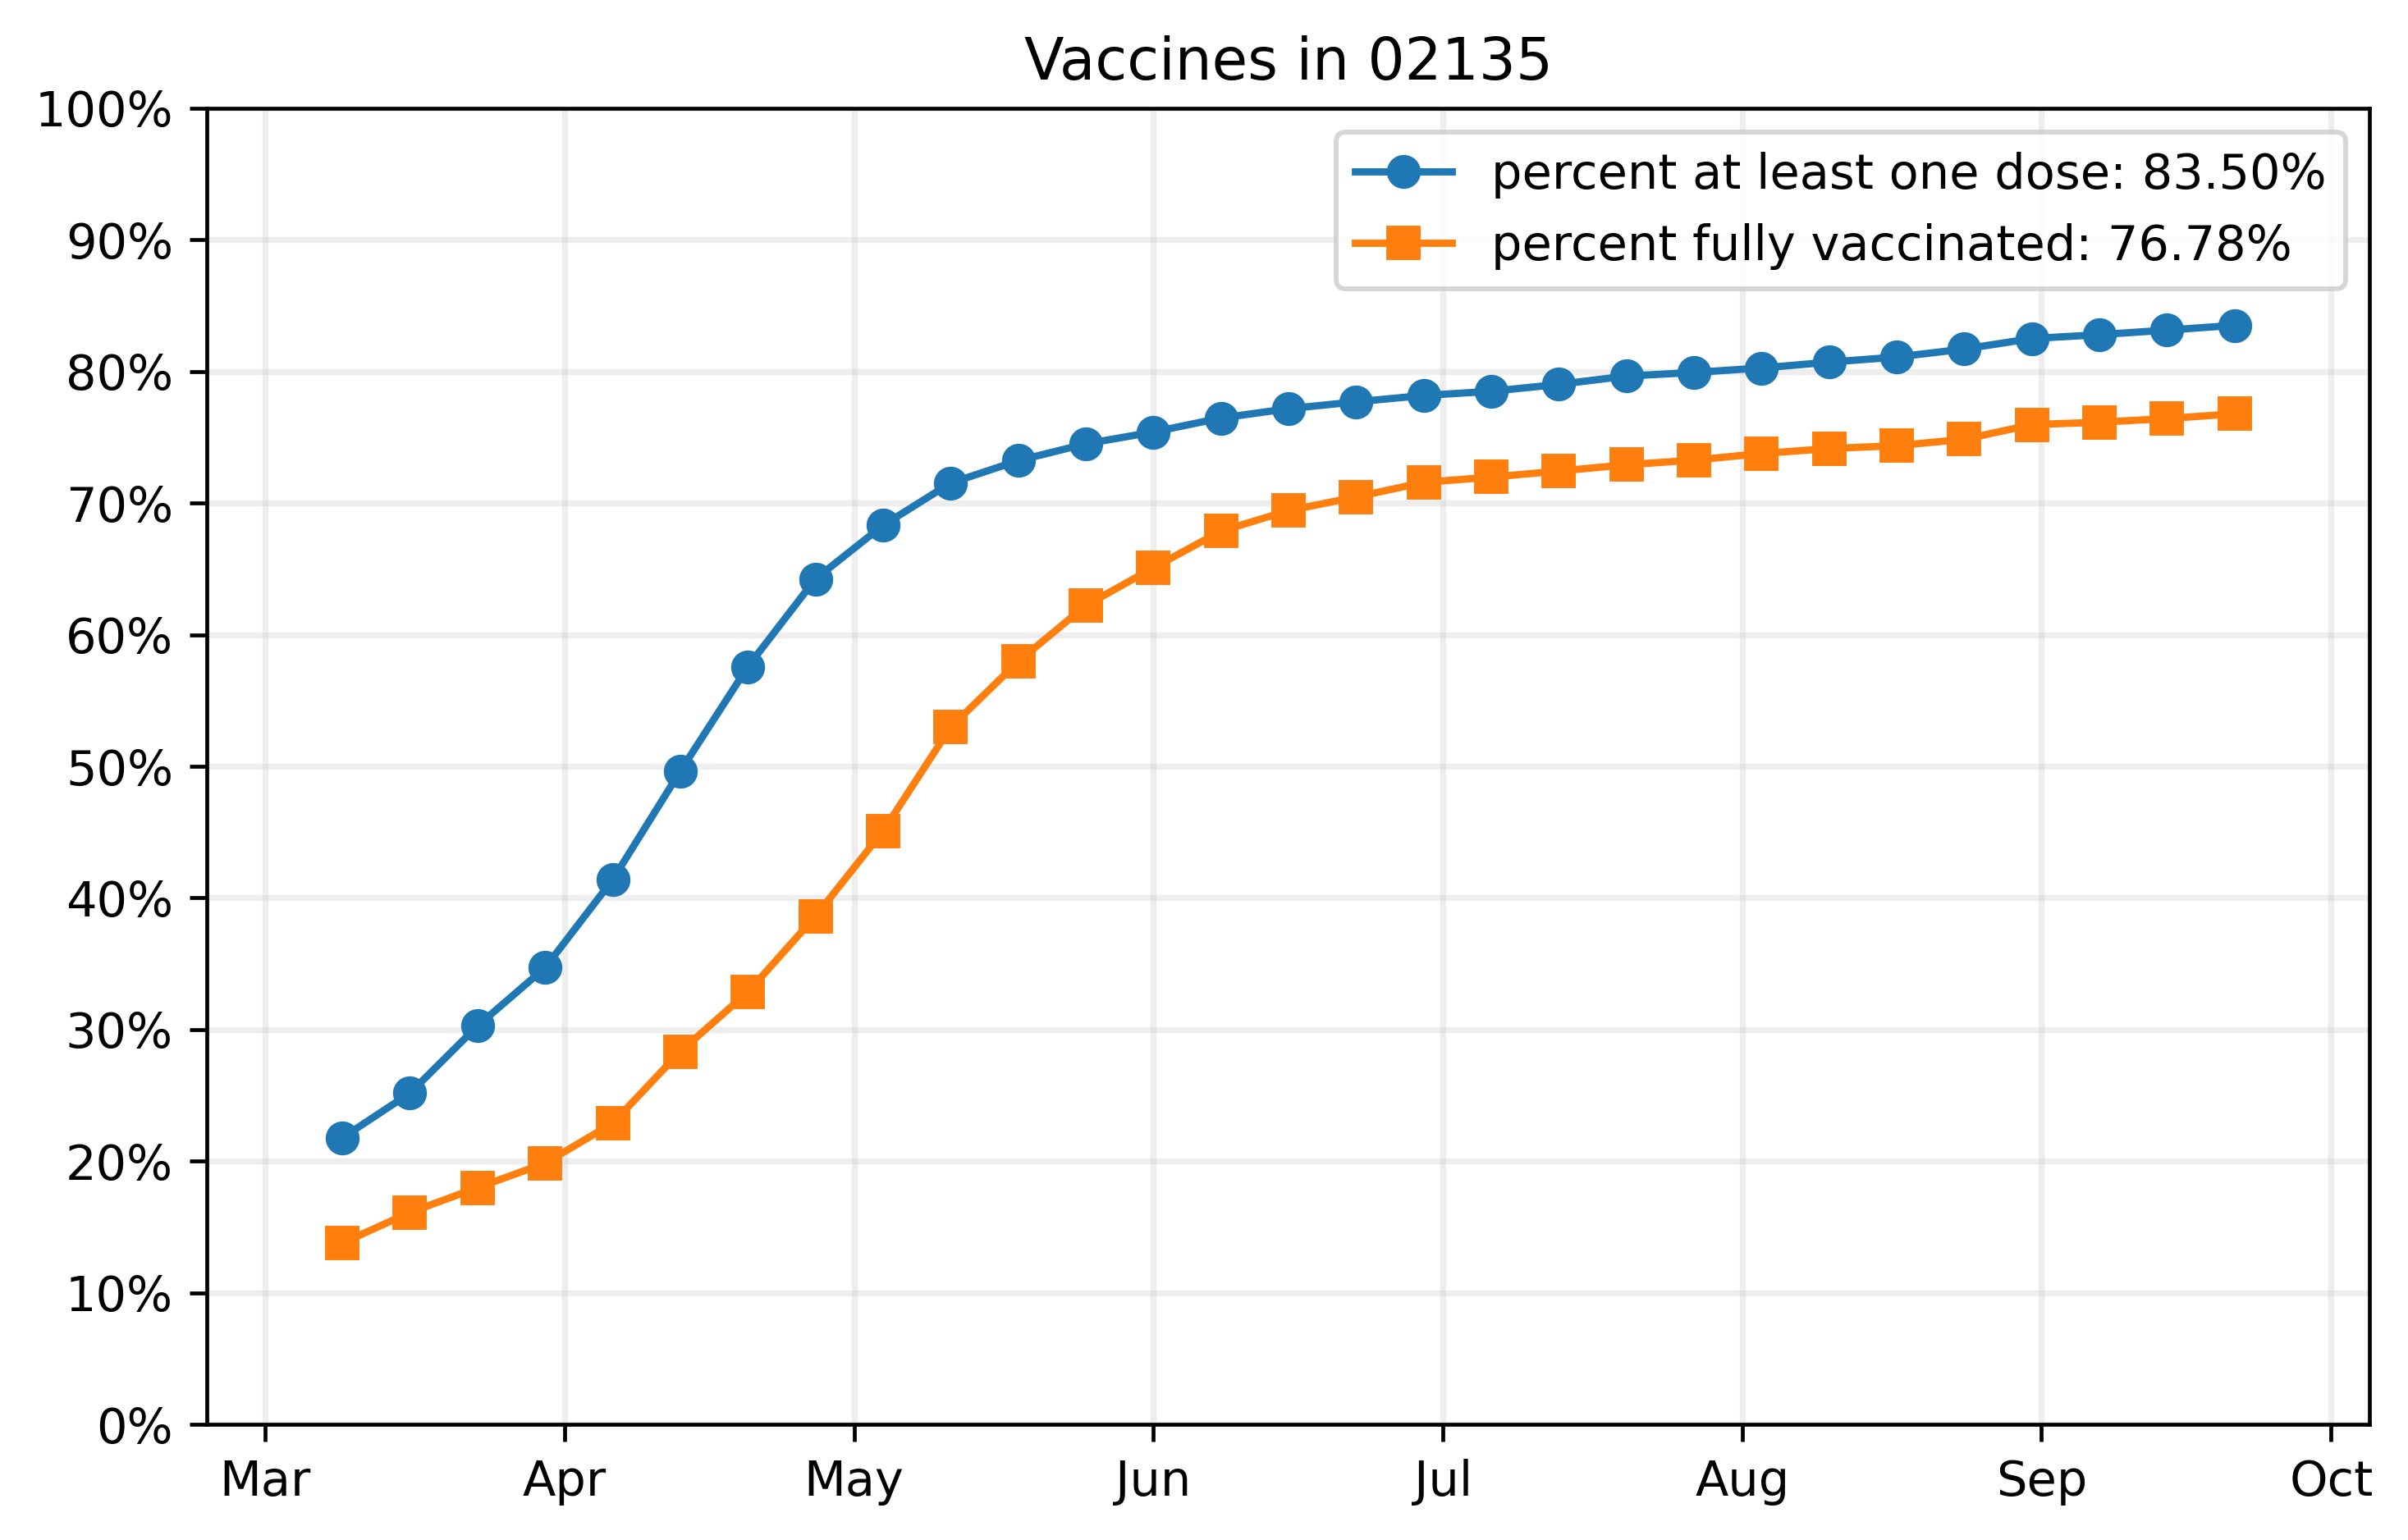 Vaccines in 02135
100%
90%
80%
70%
60%
50%
40%
30%
20%
10%
0%
percent at least one dose: 83.50%
percent fully vaccinated: 76.78%
Mar Apr May Jun Jul Aug Sep Oct